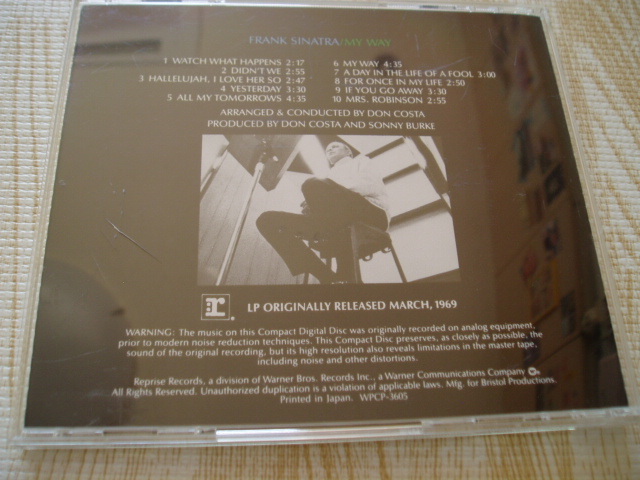 FRANK SINATRA/MY WAY
1 WATCH WHAT HAPPENS 2:17
2 DIDN'T WE 2:55
3 HALLELUJAH, I LOVE HER SO 2:47
4 YESTERDAY 3:30
5 ALL MY TOMORROWS 4:35
6 MY WAY 4:35
7 A DAY IN THE LIFE OF A FOOL 3:00
8 FOR ONCE IN MY LIFE 2:50
9 IF YOU GO AWAY 3:30
10 MRS. ROBINSON 2:55
ARRANGED & CONDUCTED BY DON COSTA
PRODUCED BY DON COSTA AND SONNY BURKE
r
LP ORIGINALLY RELEASED MARCH, 1969
WARNING: The music on this Compact Digital Disc was originally recorded on analog equipment,
prior to modern noise reduction techniques. This Compact Disc preserves, as closely as possible, the
sound of the original recording, but its high resolution also reveals limitations in the master tape,
including noise and other distortions.
Reprise Records, a division of Warner Bros. Records Inc., a Warner Communications Company
All Rights Reserved. Unauthorized duplication is a violation of applicable laws. Mfg. for Bristol Productions.
Printed in Japan. WPCP-3605